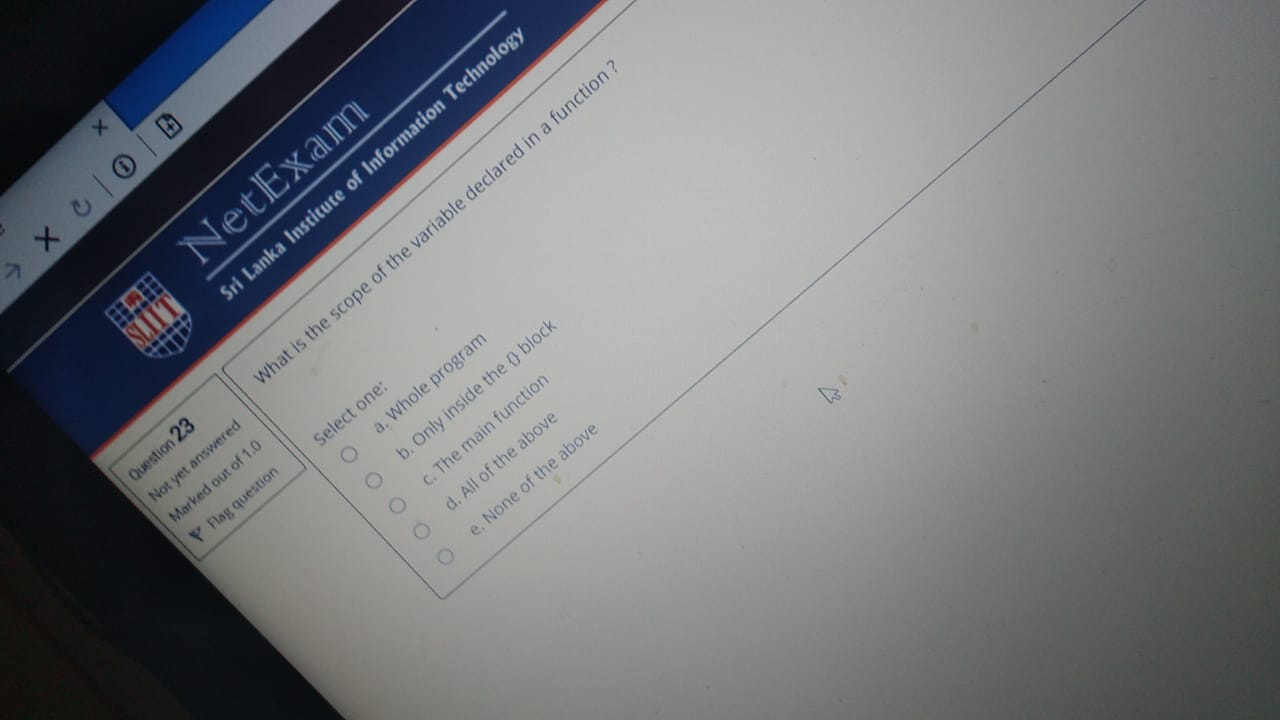 NetExam
Sri Lanka Institute of Information Technology
SLIIT
Question 23
Not yet answered
Marked out of 1.0
Flag question
What is the scope of the variable declared in a function ?
Select one:
a. Whole program
b. Only inside the {} block
c. The main function
d. All of the above
e. None of the above